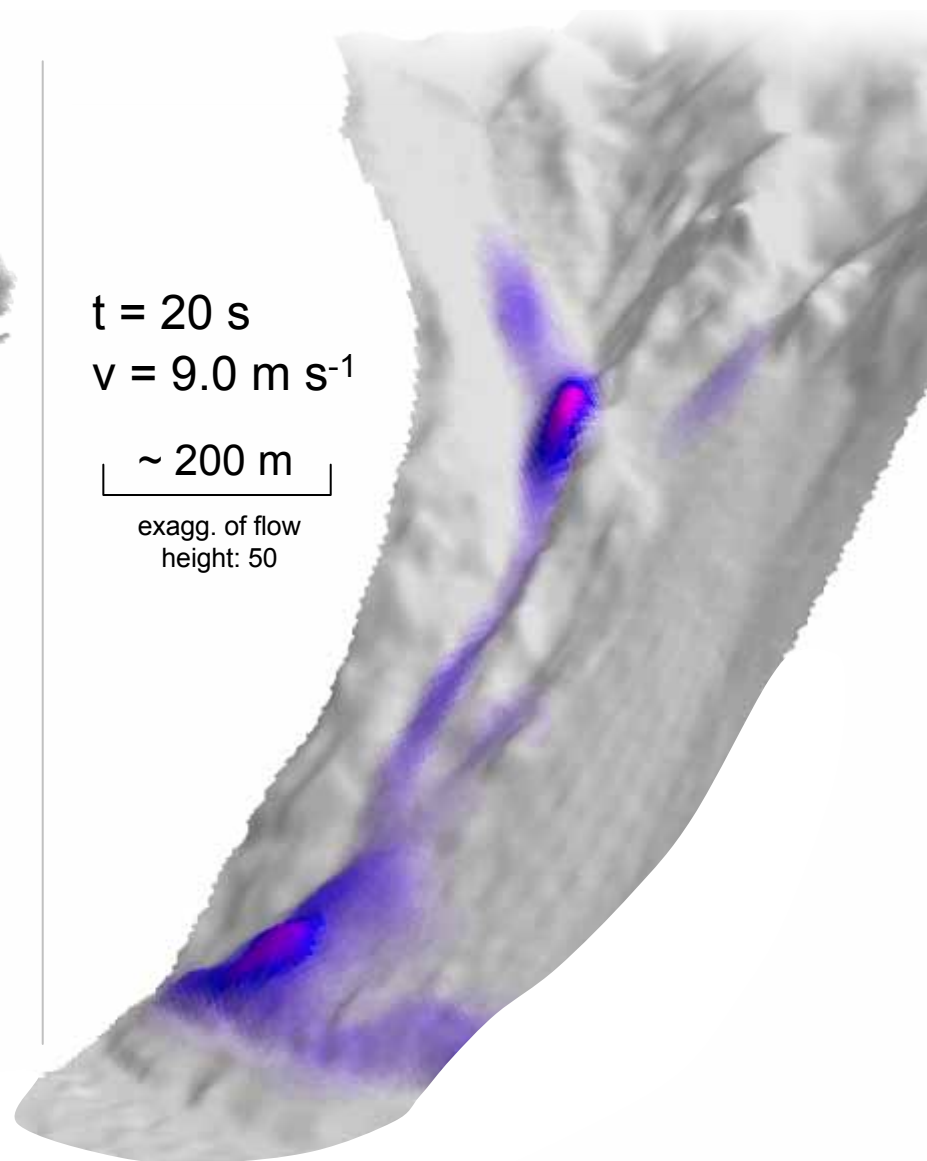 t = 20 s
v = 9.0 m s-1
~ 200 m
exagg. of flow
height: 50